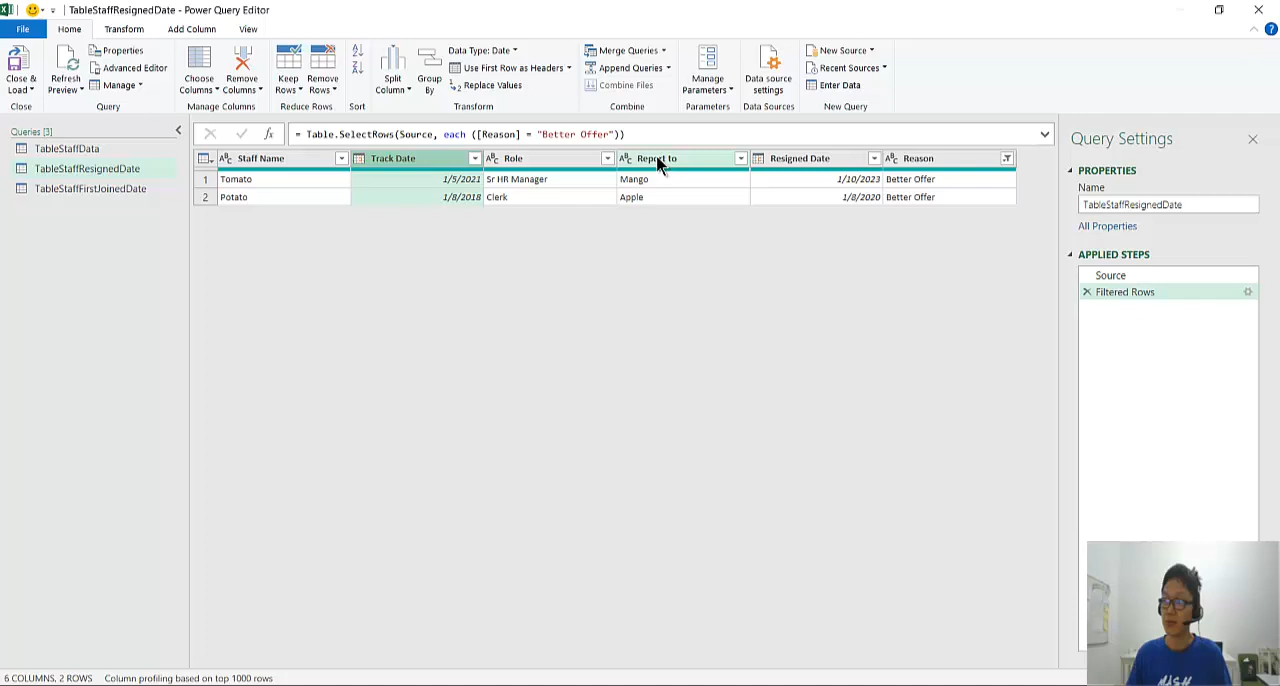 TableStaffResignedDate - Power Query Editor
File Home Transform Add Column View
Close & Load
Close
Refresh Preview
Properties
Advanced Editor
Manage
Query
Choose Columns
Remove Columns
Manage Columns
Keep Rows
Remove Rows
Reduce Rows
Sort
Split Column
Group By
Data Type: Date
Use First Row as Headers
Replace Values
Transform
Merge Queries
Append Queries
Combine Files
Combine
Manage Parameters
Parameters
Data source settings
Data Sources
New Source
Recent Sources
Enter Data
New Query
Queries [3]
TableStaffData
TableStaffResignedDate
TableStaffFirstJoinedDate
= Table.SelectRows(Source, each ([Reason] = "Better Offer"))
Staff Name Track Date Role Report to Resigned Date Reason
1 Tomato 1/5/2021 Sr HR Manager Mango 1/10/2023 Better Offer
2 Potato 1/8/2018 Clerk Apple 1/8/2020 Better Offer
Query Settings
PROPERTIES
Name
TableStaffResignedDate
All Properties
APPLIED STEPS
Source
Filtered Rows
6 COLUMNS, 2 ROWS Column profiling based on top 1000 rows